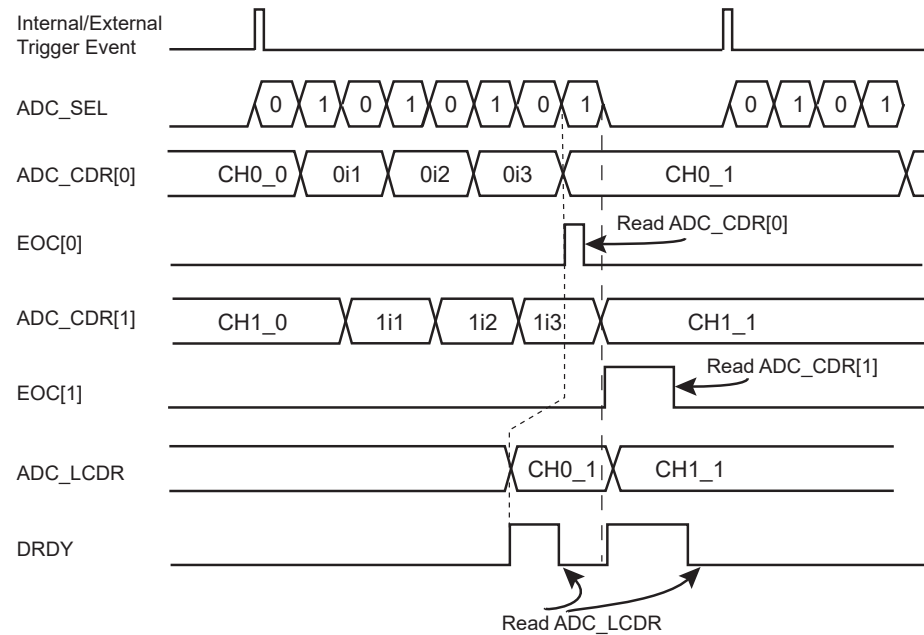 Internal/External
Trigger Event
ADC_SEL
0 1 0 1 0 1 0 1 0 1 0 1
ADC_CDR[0]
CH0_0 0i1 0i2 0i3 CH0_1
Read ADC_CDR[0]
EOC[0]
ADC_CDR[1]
CH1_0 1i1 1i2 1i3 CH1_1
Read ADC_CDR[1]
EOC[1]
ADC_LCDR
CH0_1 CH1_1
DRDY
Read ADC_LCDR